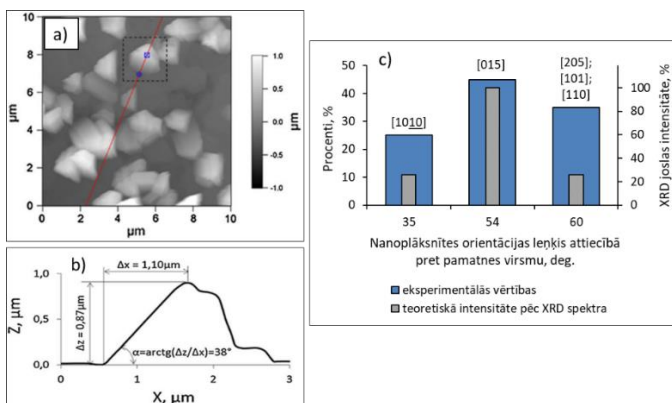 a)
10
8
6
4
2
0
μm
0
2
4
6
8
10
μm
1.0
0.5
0.0
-0.5
-1.0
μm
b)
Δx = 1,10μm
1,0
0,5
0,0
Z, μm
Δz = 0,87μm
α=arctg(Δz/Δx)=38°
0
1
2
3
X, μm
c)
50
40
30
20
10
0
Procenti, %
[1010]
[015]
[205];
[101];
[110]
100
80
60
40
20
0
XRD joslas intensitāte, %
35
54
60
Nanoplāksnītes orientācijas leņķis attiecībā
pret pamatnes virsmu, deg.
eksperimentālās vērtības
teorētiskā intensitāte pēc XRD spektra